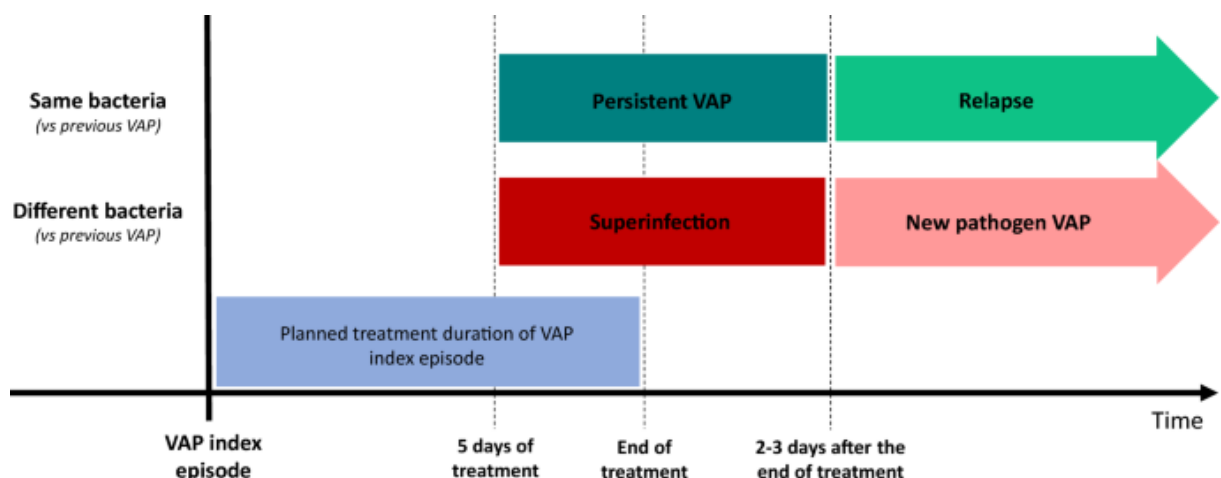 Same bacteria
(vs previous VAP)
Persistent VAP
Relapse
Different bacteria
(vs previous VAP)
Superinfection
New pathogen VAP
Planned treatment duration of VAP
index episode
Time
VAP index
episode
5 days of
treatment
End of
treatment
2-3 days after the
end of treatment